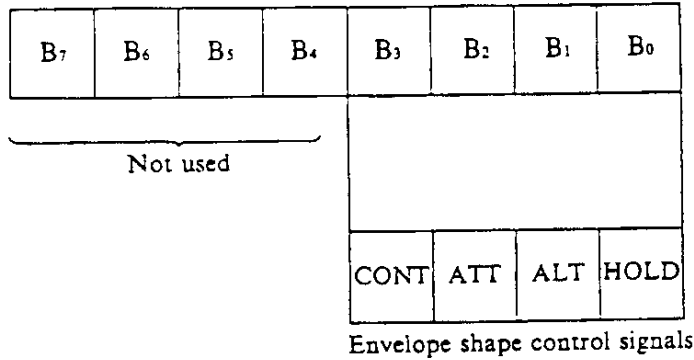 B₇ B₆ B₅ B₄ B₃ B₂ B₁ B₀
Not used
CONT ATT ALT HOLD
Envelope shape control signals